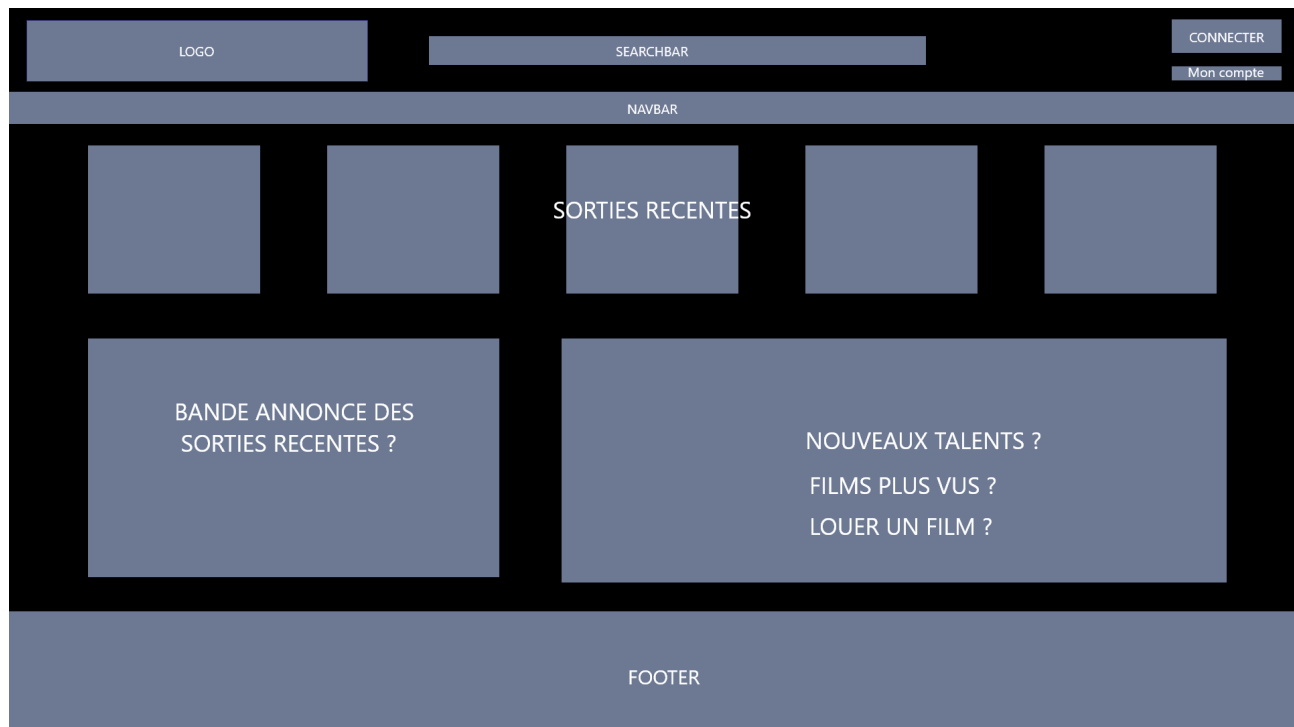 LOGO
SEARCHBAR
CONNECTER
Mon compte
NAVBAR
SORTIES RECENTES
BANDE ANNONCE DES
SORTIES RECENTES ?
NOUVEAUX TALENTS ?
FILMS PLUS VUS ?
LOUER UN FILM ?
FOOTER